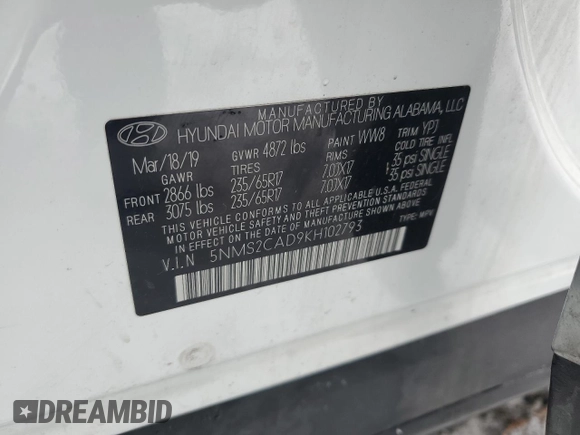 MANUFACTURED BY
HYUNDAI MOTOR MANUFACTURING ALABAMA, LLC
Mar/18/19 GVWR 4872 lbs PAINT WW8 TRIM YPJ
GAWR TIRES RIMS COLD TIRE INFL.
FRONT 2866 lbs 235/65R17 7.0JX17 35 psi SINGLE
REAR 3075 lbs 235/65R17 7.0JX17 35 psi SINGLE
THIS VEHICLE CONFORMS TO ALL APPLICABLE U.S.A. FEDERAL
MOTOR VEHICLE SAFETY, BUMPER, AND THEFT PREVENTION STANDARDS
IN EFFECT ON THE DATE OF MANUFACTURE SHOWN ABOVE.
V.I.N 5NMS2CAD9KH102793 TYPE: MPV
DREAMBID